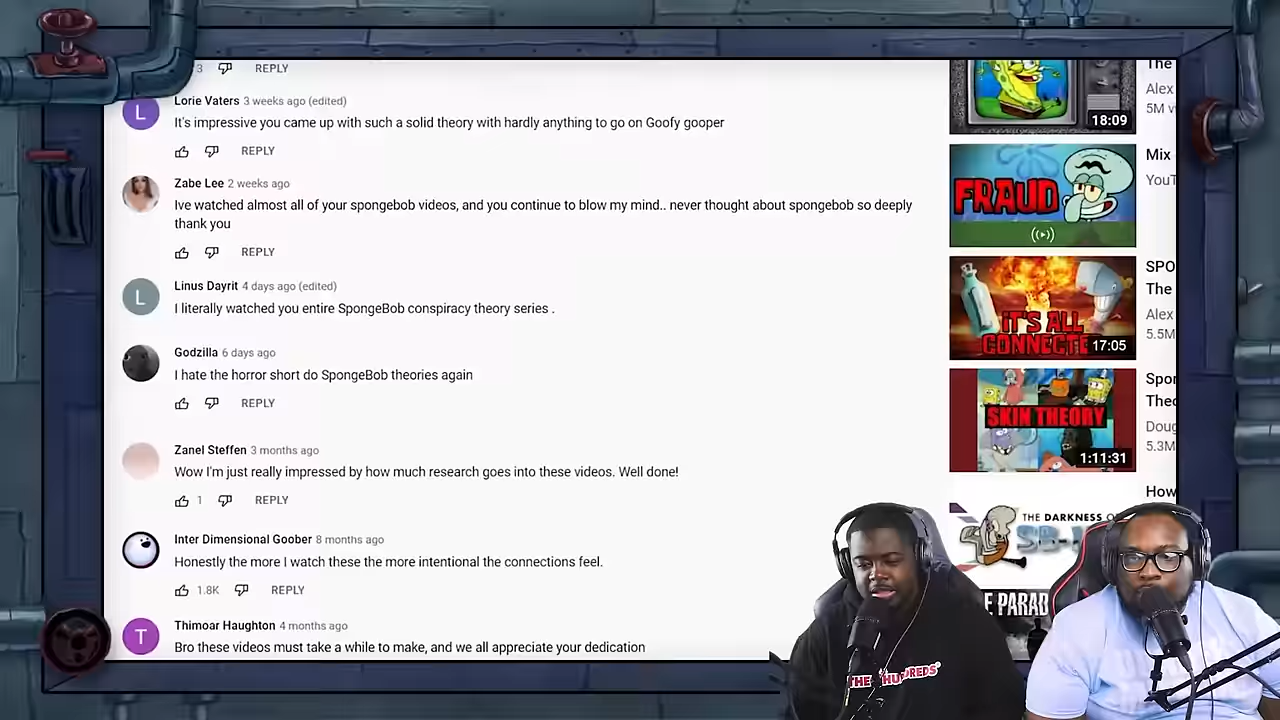 3 REPLY
Lorie Vaters 3 weeks ago (edited)
It's impressive you came up with such a solid theory with hardly anything to go on Goofy gooper
REPLY
Zabe Lee 2 weeks ago
Ive watched almost all of your spongebob videos, and you continue to blow my mind.. never thought about spongebob so deeply
thank you
REPLY
L
Linus Dayrit 4 days ago (edited)
I literally watched you entire SpongeBob conspiracy theory series .
Godzilla 6 days ago
I hate the horror short do SpongeBob theories again
REPLY
Zanel Steffen 3 months ago
Wow I'm just really impressed by how much research goes into these videos. Well done!
1 REPLY
Inter Dimensional Goober 8 months ago
Honestly the more I watch these the more intentional the connections feel.
1.8K REPLY
T
Thimoar Haughton 4 months ago
Bro these videos must take a while to make, and we all appreciate your dedication
The
Alex
5M
18:09
Mix
FRAUD
SPO
The
Alex
5.5M
IT'S ALL
CONNECTE
17:05
Spon
Theo
Doug
5.3M
SKIN THEORY
1:11:31
How
THE DARKNESS
SB-
PARAD
THE HUNDREDS